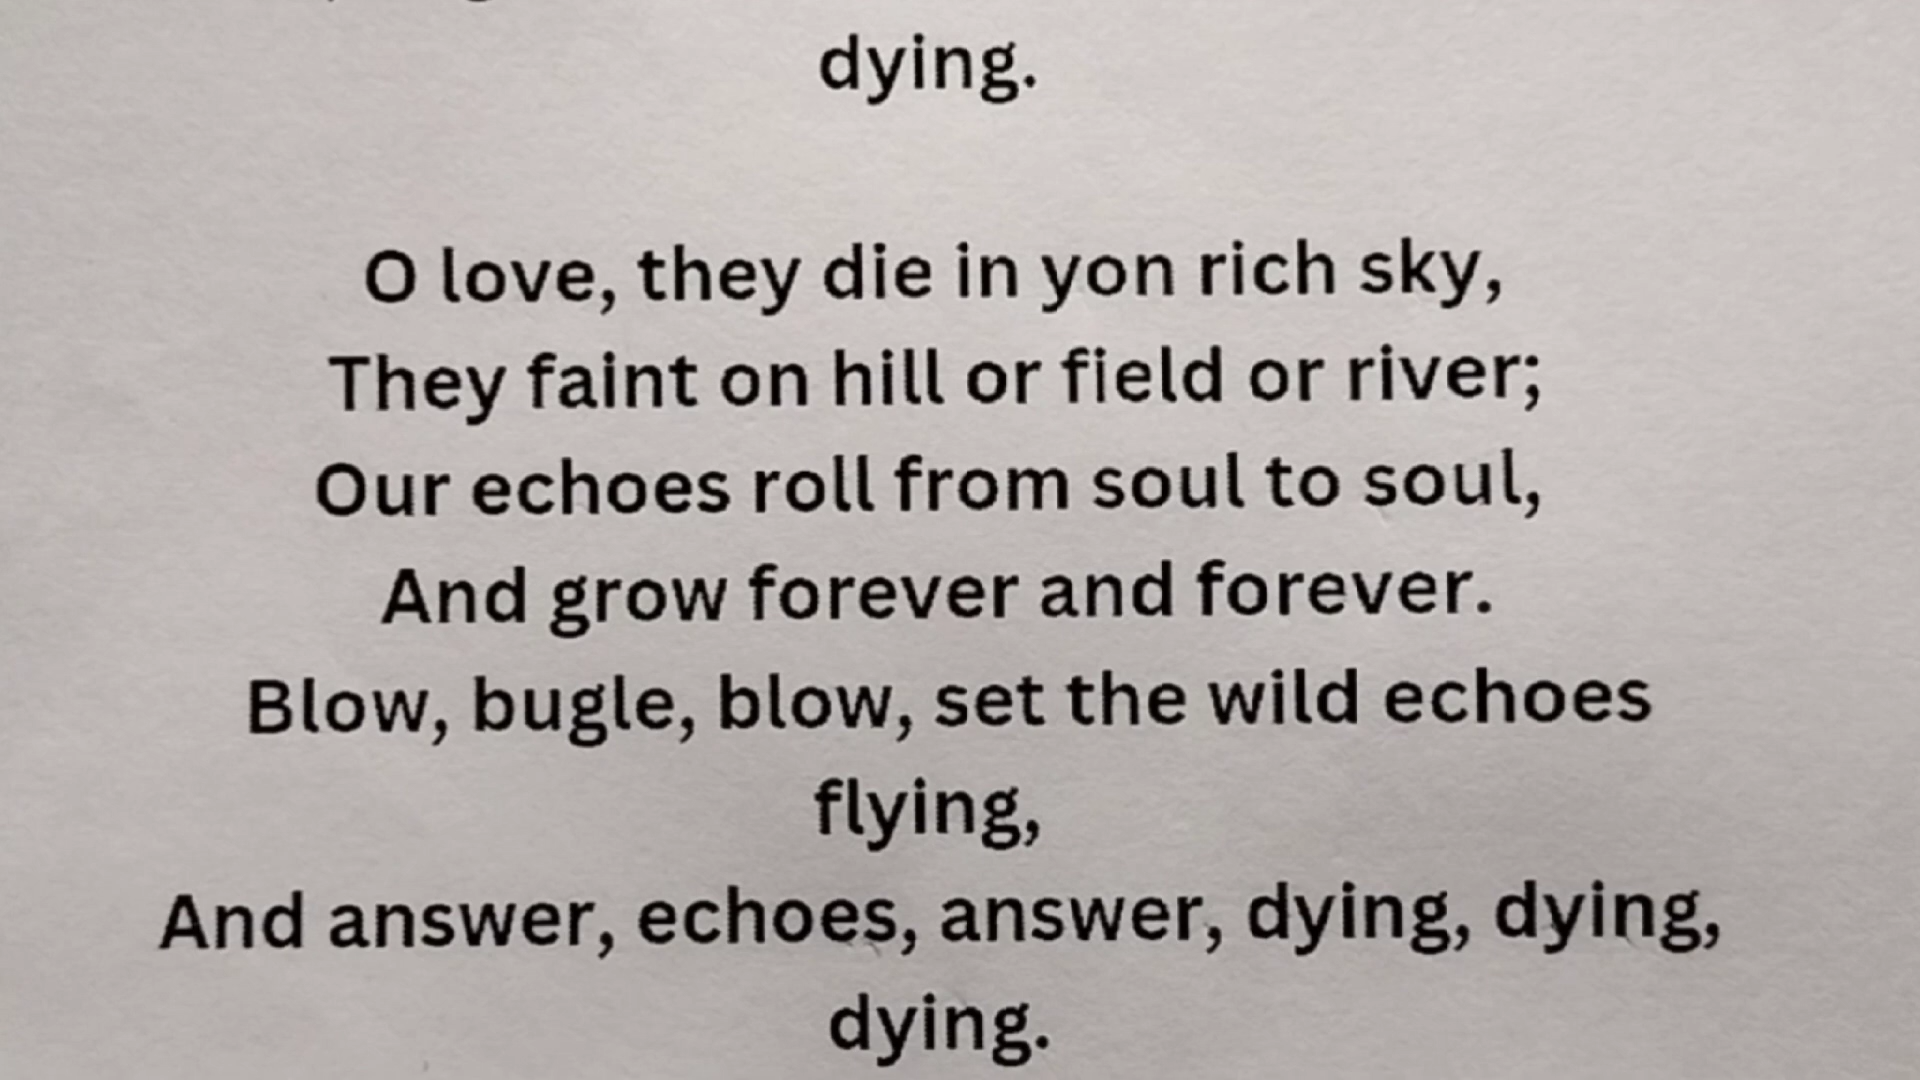 dying.
O love, they die in yon rich sky,
They faint on hill or field or river;
Our echoes roll from soul to soul,
And grow forever and forever.
Blow, bugle, blow, set the wild echoes
flying,
And answer, echoes, answer, dying, dying,
dying.